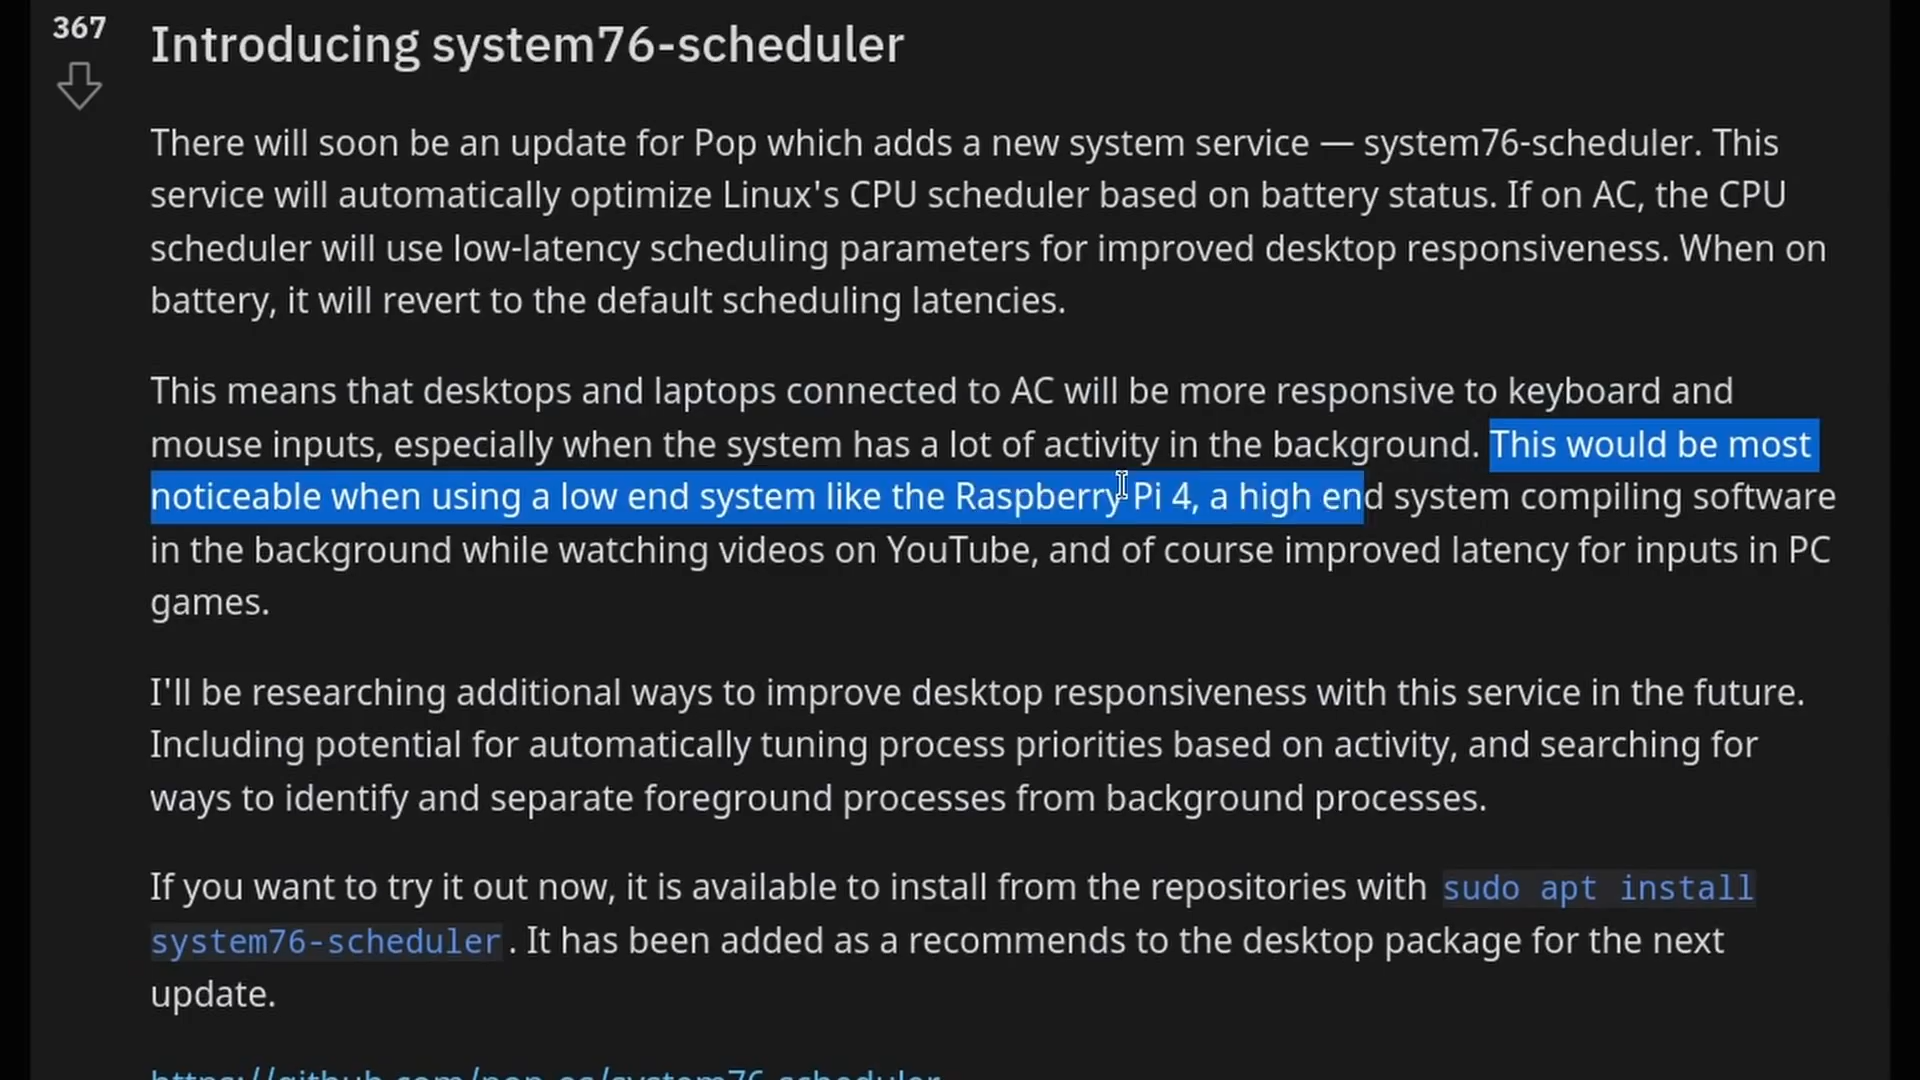 367
Introducing system76-scheduler
There will soon be an update for Pop which adds a new system service — system76-scheduler. This
service will automatically optimize Linux's CPU scheduler based on battery status. If on AC, the CPU
scheduler will use low-latency scheduling parameters for improved desktop responsiveness. When on
battery, it will revert to the default scheduling latencies.
This means that desktops and laptops connected to AC will be more responsive to keyboard and
mouse inputs, especially when the system has a lot of activity in the background. This would be most
noticeable when using a low end system like the Raspberry Pi 4, a high end system compiling software
in the background while watching videos on YouTube, and of course improved latency for inputs in PC
games.
I'll be researching additional ways to improve desktop responsiveness with this service in the future.
Including potential for automatically tuning process priorities based on activity, and searching for
ways to identify and separate foreground processes from background processes.
If you want to try it out now, it is available to install from the repositories with sudo apt install
system76-scheduler. It has been added as a recommends to the desktop package for the next
update.
https://github.com/pop-os/system76-scheduler